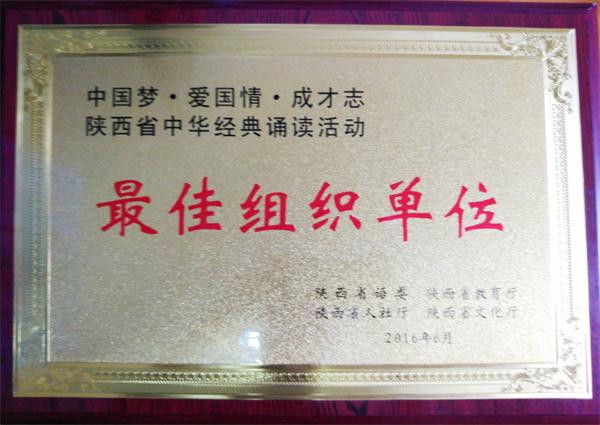 中国梦·爱国情·成才志
陕西省中华经典诵读活动
最佳组织单位
陕西省语委 陕西省教育厅
陕西省人社厅 陕西省文化厅
2016年6月